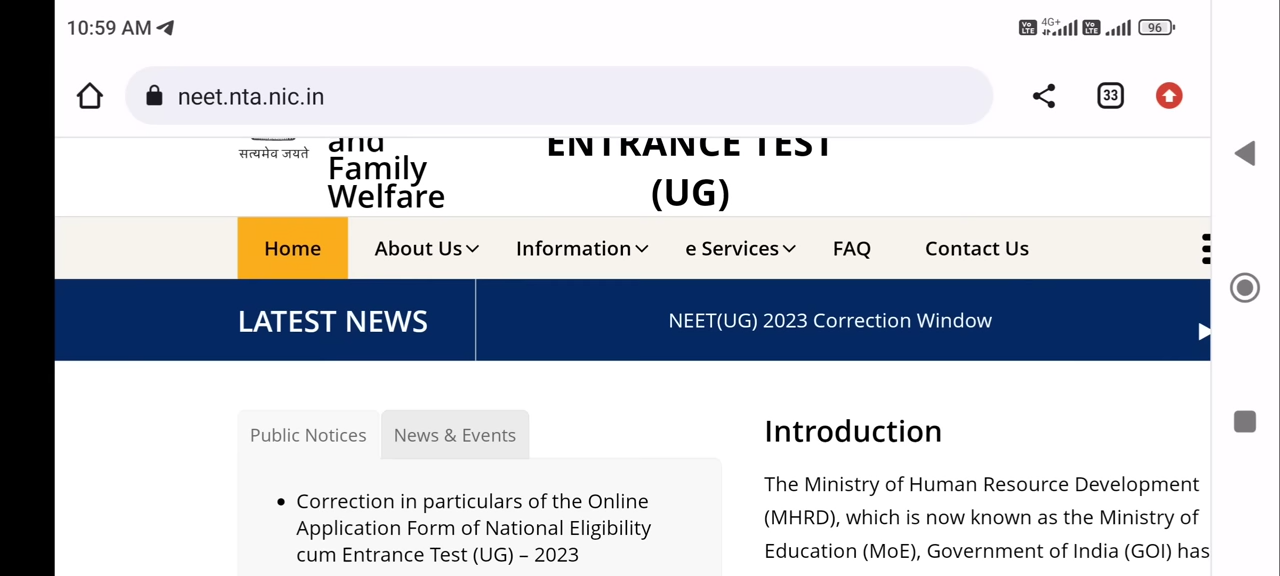 10:59 AM
4G+
Vo LTE
Vo LTE
96
neet.nta.nic.in
33
सत्यमेव जयते
and
Family
Welfare
ENTRANCE TEST
(UG)
Home
About Us
Information
e Services
FAQ
Contact Us
LATEST NEWS
NEET(UG) 2023 Correction Window
Public Notices
News & Events
• Correction in particulars of the Online
Application Form of National Eligibility
cum Entrance Test (UG) – 2023
Introduction
The Ministry of Human Resource Development
(MHRD), which is now known as the Ministry of
Education (MoE), Government of India (GOI) has